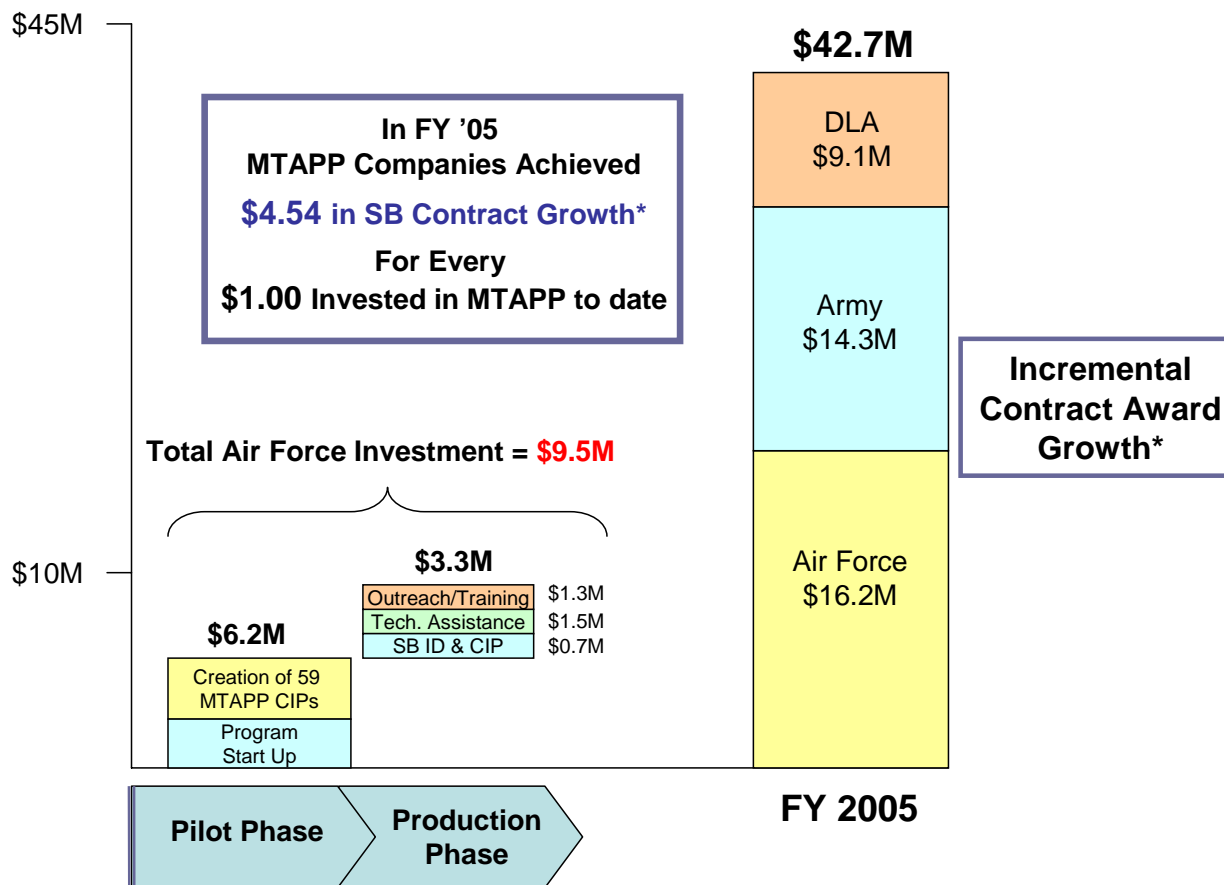 $45M
$42.7M
In FY '05
MTAPP Companies Achieved
$4.54 in SB Contract Growth*
For Every
$1.00 Invested in MTAPP to date
DLA
$9.1M
Army
$14.3M
Incremental
Contract Award
Growth*
Total Air Force Investment = $9.5M
$10M
Air Force
$16.2M
$3.3M
Outreach/Training $1.3M
Tech. Assistance $1.5M
SB ID & CIP $0.7M
$6.2M
Creation of 59
MTAPP CIPs
Program
Start Up
FY 2005
Pilot Phase
Production
Phase